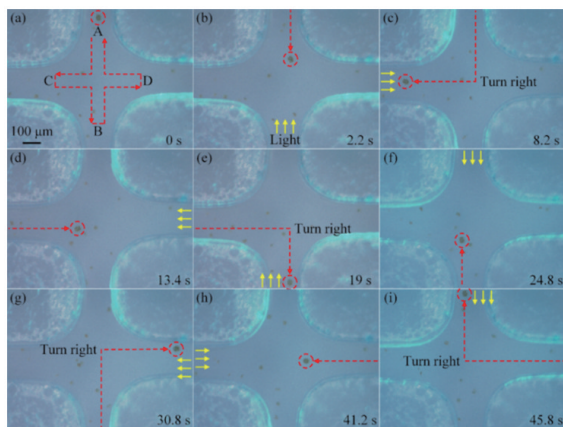 (a)
A
C
D
B
100 μm
0 s
(b)
Light
2.2 s
(c)
Turn right
8.2 s
(d)
13.4 s
(e)
Turn right
19 s
(f)
24.8 s
(g)
Turn right
30.8 s
(h)
41.2 s
(i)
Turn right
45.8 s